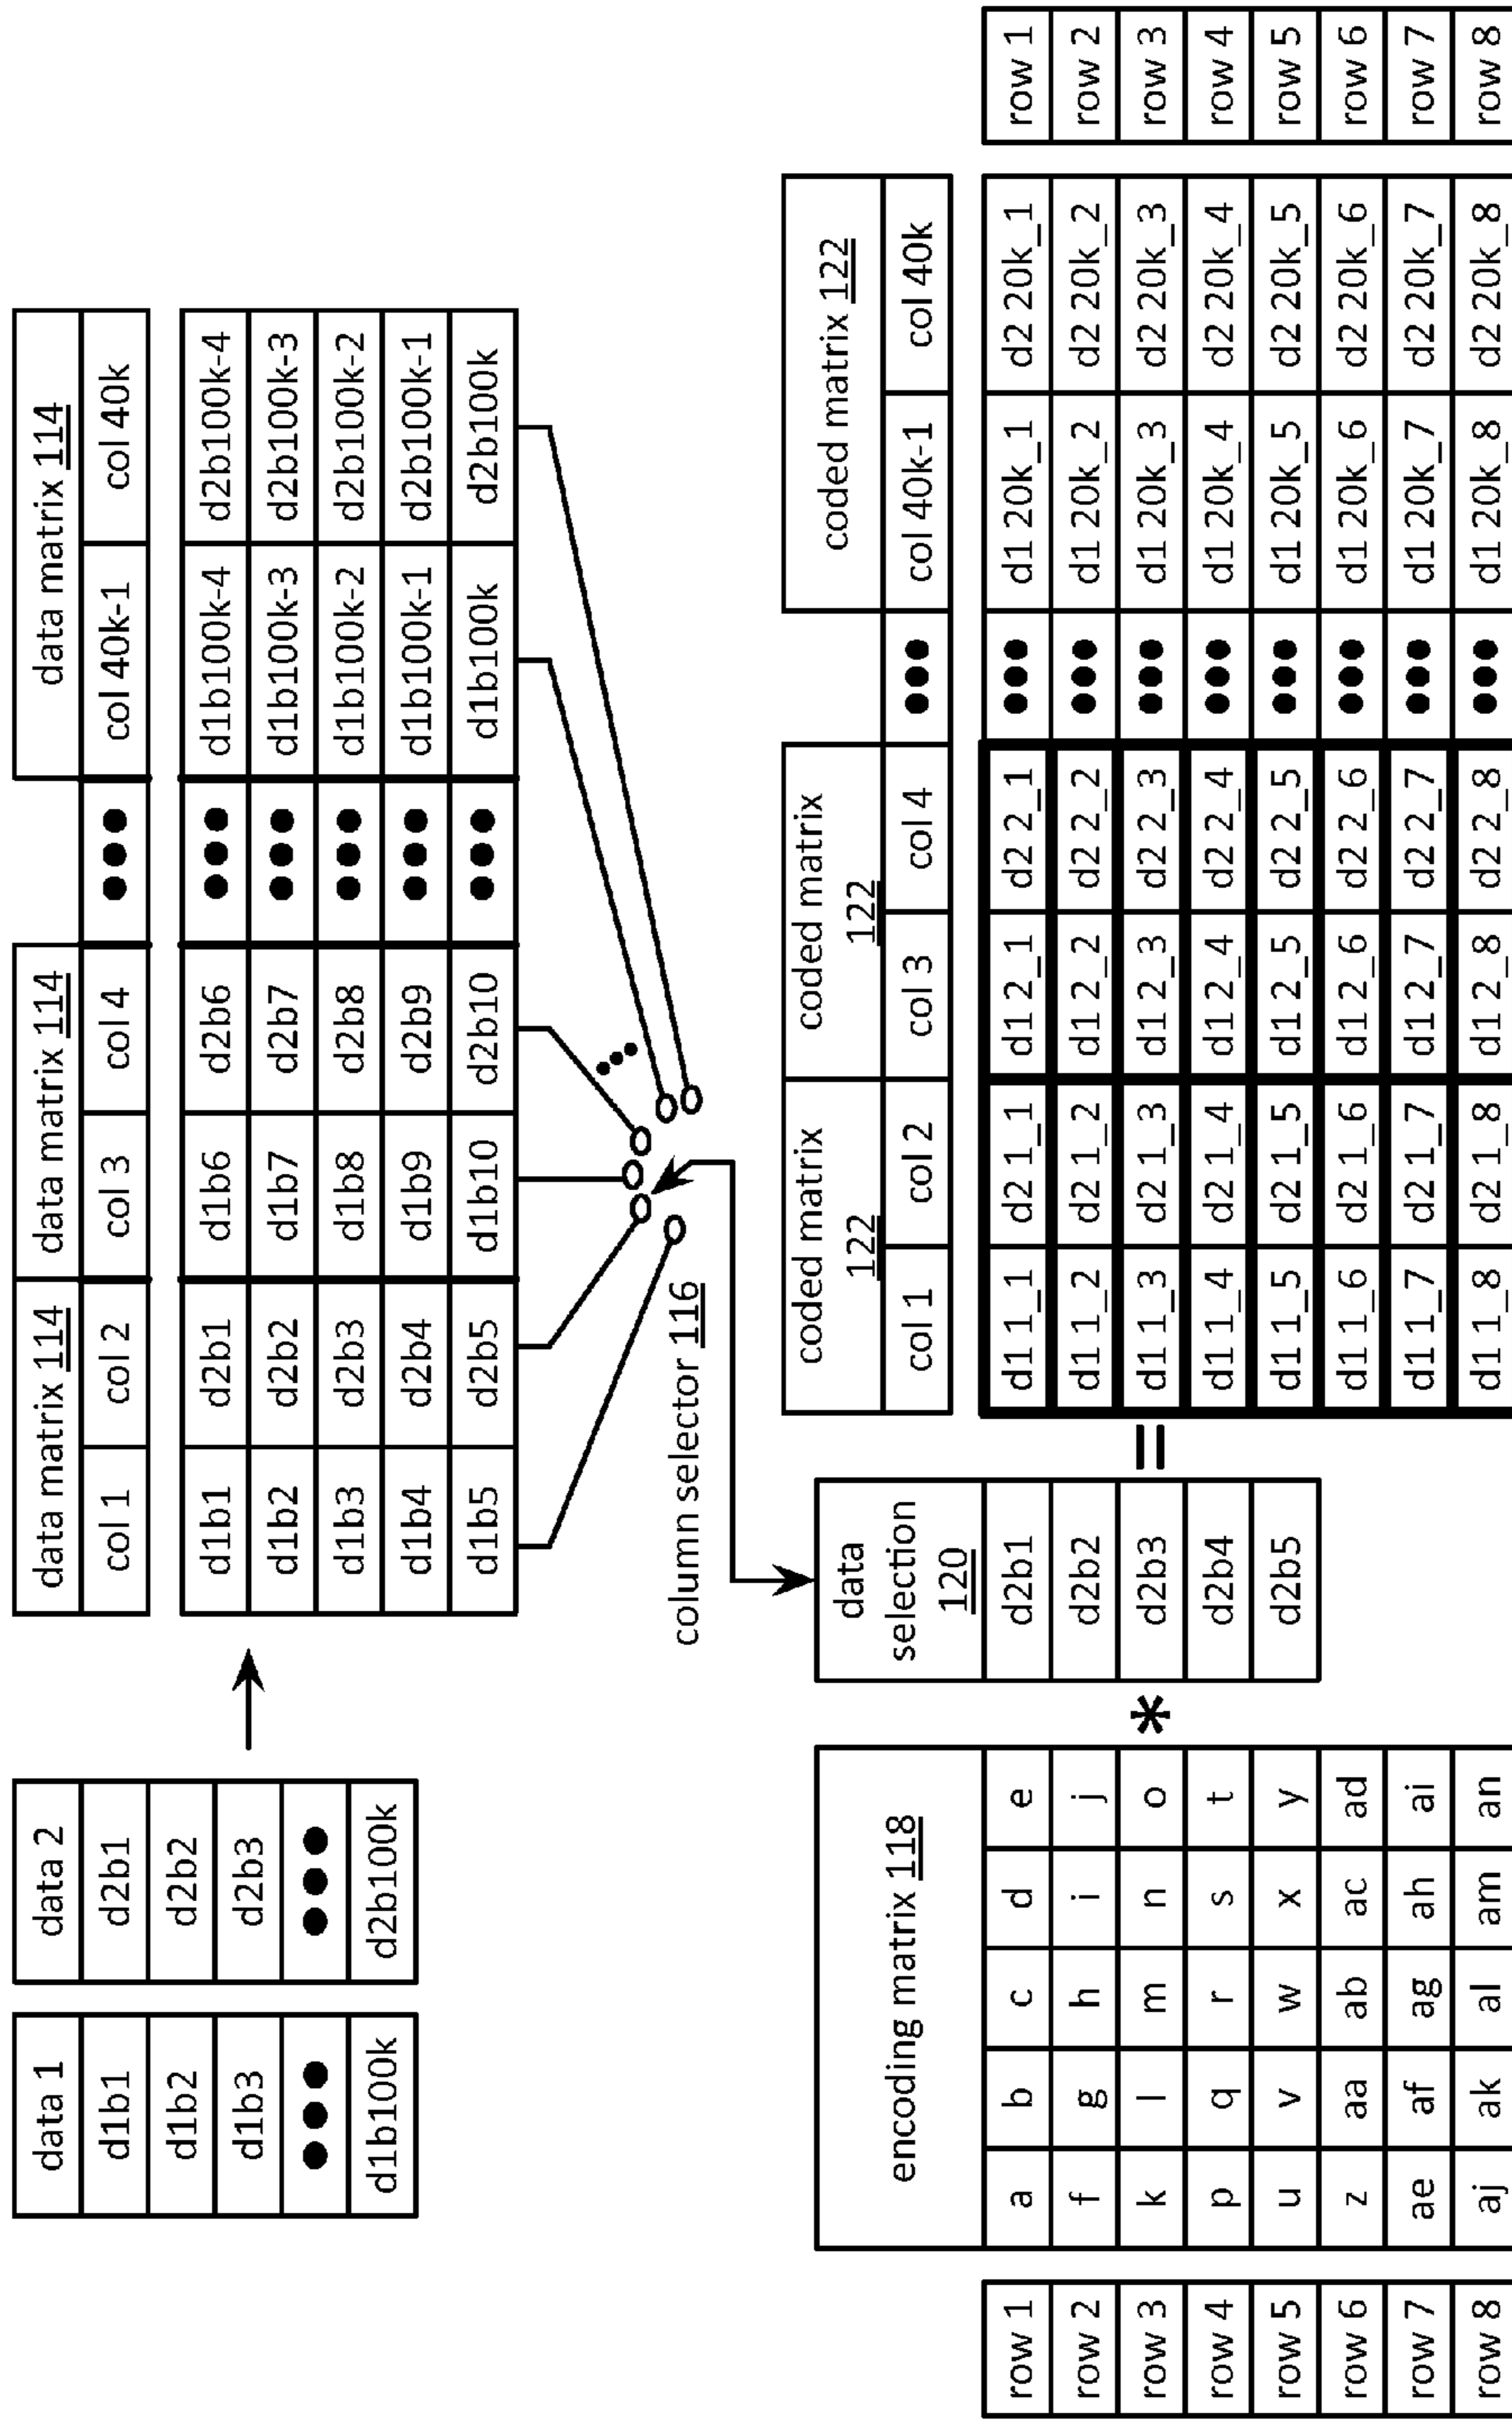 data 1 data 2
d1b1 d2b1
d1b2 d2b2
d1b3 d2b3
●●● ●●●
d1b100k d2b100k
data matrix 114 data matrix 114 data matrix 114
col 1 col 2 col 3 col 4 ●●● col 40k-1 col 40k
d1b1 d2b1 d1b6 d2b6 ●●● d1b100k-4 d2b100k-4
d1b2 d2b2 d1b7 d2b7 ●●● d1b100k-3 d2b100k-3
d1b3 d2b3 d1b8 d2b8 ●●● d1b100k-2 d2b100k-2
d1b4 d2b4 d1b9 d2b9 ●●● d1b100k-1 d2b100k-1
d1b5 d2b5 d1b10 d2b10 ●●● d1b100k d2b100k
●●●
column selector 116
encoding matrix 118
row 1 a b c d e
row 2 f g h i j
row 3 k l m n o
row 4 p q r s t
row 5 u v w x y
row 6 z aa ab ac ad
row 7 ae af ag ah ai
row 8 aj ak al am an
*
data
selection
120
d2b1
d2b2
d2b3
d2b4
d2b5
=
coded matrix
122
coded matrix
122
coded matrix 122
col 1 col 2 col 3 col 4 ●●● col 40k-1 col 40k
d1 1_1 d2 1_1 d1 2_1 d2 2_1 ●●● d1 20k_1 d2 20k_1 row 1
d1 1_2 d2 1_2 d1 2_2 d2 2_2 ●●● d1 20k_2 d2 20k_2 row 2
d1 1_3 d2 1_3 d1 2_3 d2 2_3 ●●● d1 20k_3 d2 20k_3 row 3
d1 1_4 d2 1_4 d1 2_4 d2 2_4 ●●● d1 20k_4 d2 20k_4 row 4
d1 1_5 d2 1_5 d1 2_5 d2 2_5 ●●● d1 20k_5 d2 20k_5 row 5
d1 1_6 d2 1_6 d1 2_6 d2 2_6 ●●● d1 20k_6 d2 20k_6 row 6
d1 1_7 d2 1_7 d1 2_7 d2 2_7 ●●● d1 20k_7 d2 20k_7 row 7
d1 1_8 d2 1_8 d1 2_8 d2 2_8 ●●● d1 20k_8 d2 20k_8 row 8